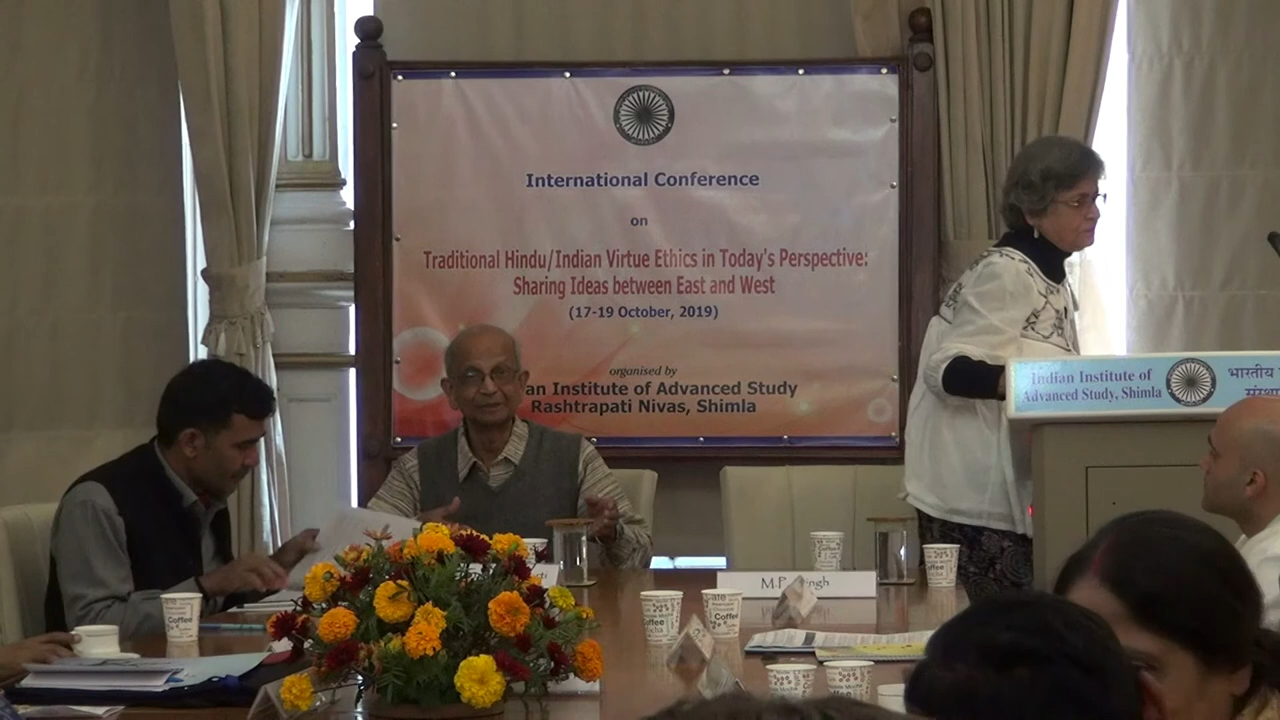 International Conference
on
Traditional Hindu/Indian Virtue Ethics in Today's Perspective:
Sharing Ideas between East and West
(17-19 October, 2019)
organised by
an Institute of Advanced Study
Rashtrapati Nivas, Shimla
Indian Institute of
Advanced Study, Shimla
भारतीय
संस्था
M.P. Singh
Coffee
Coffee
Coffee